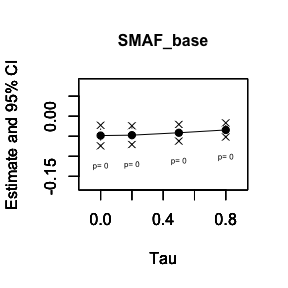 SMAF_base
Estimate and 95% CI
0.00
-0.15
p= 0 p= 0 p= 0 p= 0
0.0 0.4 0.8
Tau